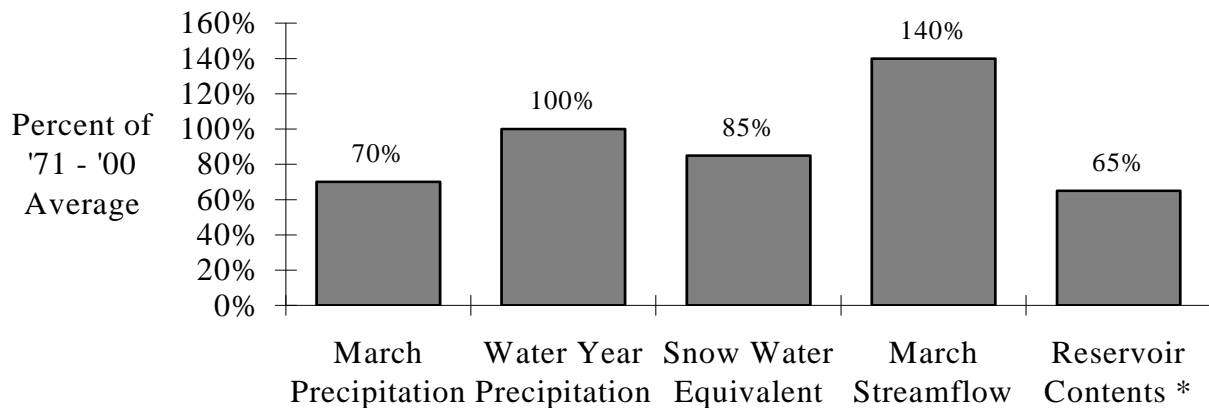 160%
140%
120%
100%
80%
60%
40%
20%
0%
Percent of
'71 - '00
Average
70%
100%
85%
140%
65%
March
Precipitation
Water Year
Precipitation
Snow Water
Equivalent
March
Streamflow
Reservoir
Contents *